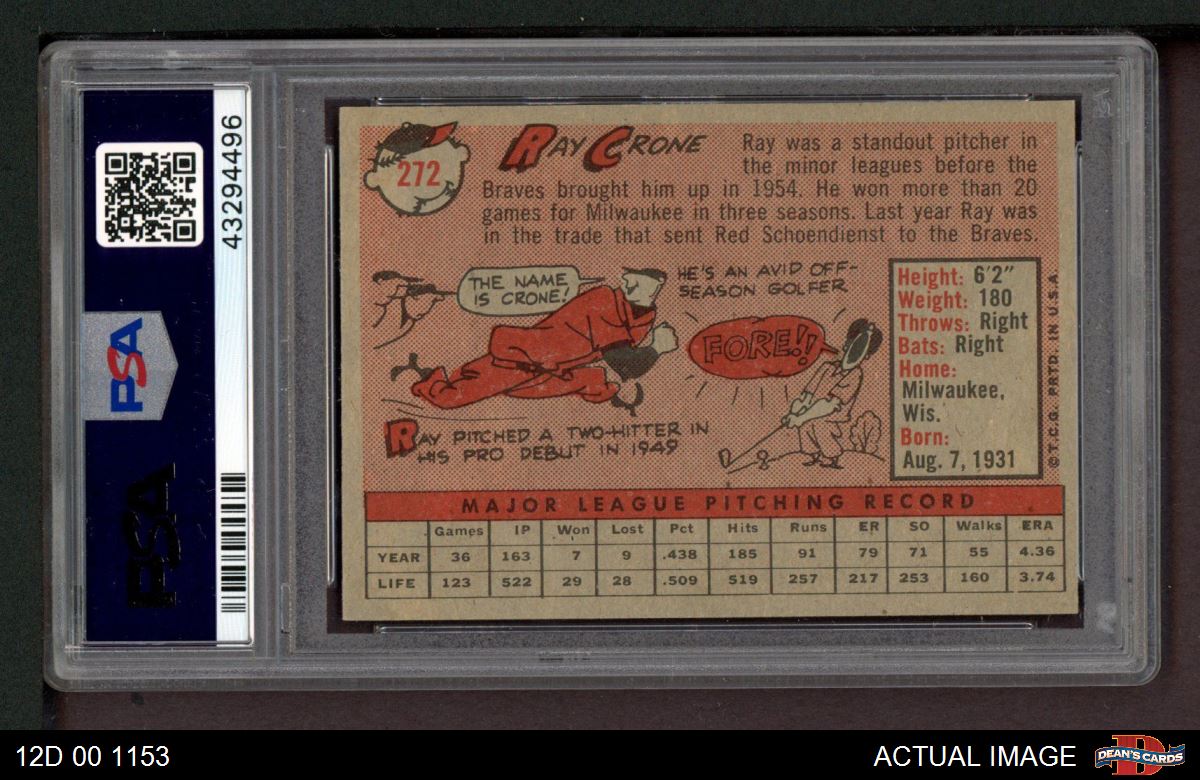 43294496
PSA
PSA
272
RAY CRONE
Ray was a standout pitcher in
the minor leagues before the
Braves brought him up in 1954. He won more than 20
games for Milwaukee in three seasons. Last year Ray was
in the trade that sent Red Schoendienst to the Braves.
THE NAME
IS CRONE!
HE'S AN AVID OFF-
SEASON GOLFER
FORE!!
RAY PITCHED A TWO-HITTER IN
HIS PRO DEBUT IN 1949
Height: 6'2"
Weight: 180
Throws: Right
Bats: Right
Home:
Milwaukee,
Wis.
Born:
Aug. 7, 1931
©T.C.G. PRTD. IN U.S.A.
MAJOR LEAGUE PITCHING RECORD
Games IP Won Lost Pct Hits Runs ER SO Walks ERA
YEAR 36 163 7 9 .438 185 91 79 71 55 4.36
LIFE 123 522 29 28 .509 519 257 217 253 160 3.74
12D 00 1153
ACTUAL IMAGE
DEAN'S CARDS